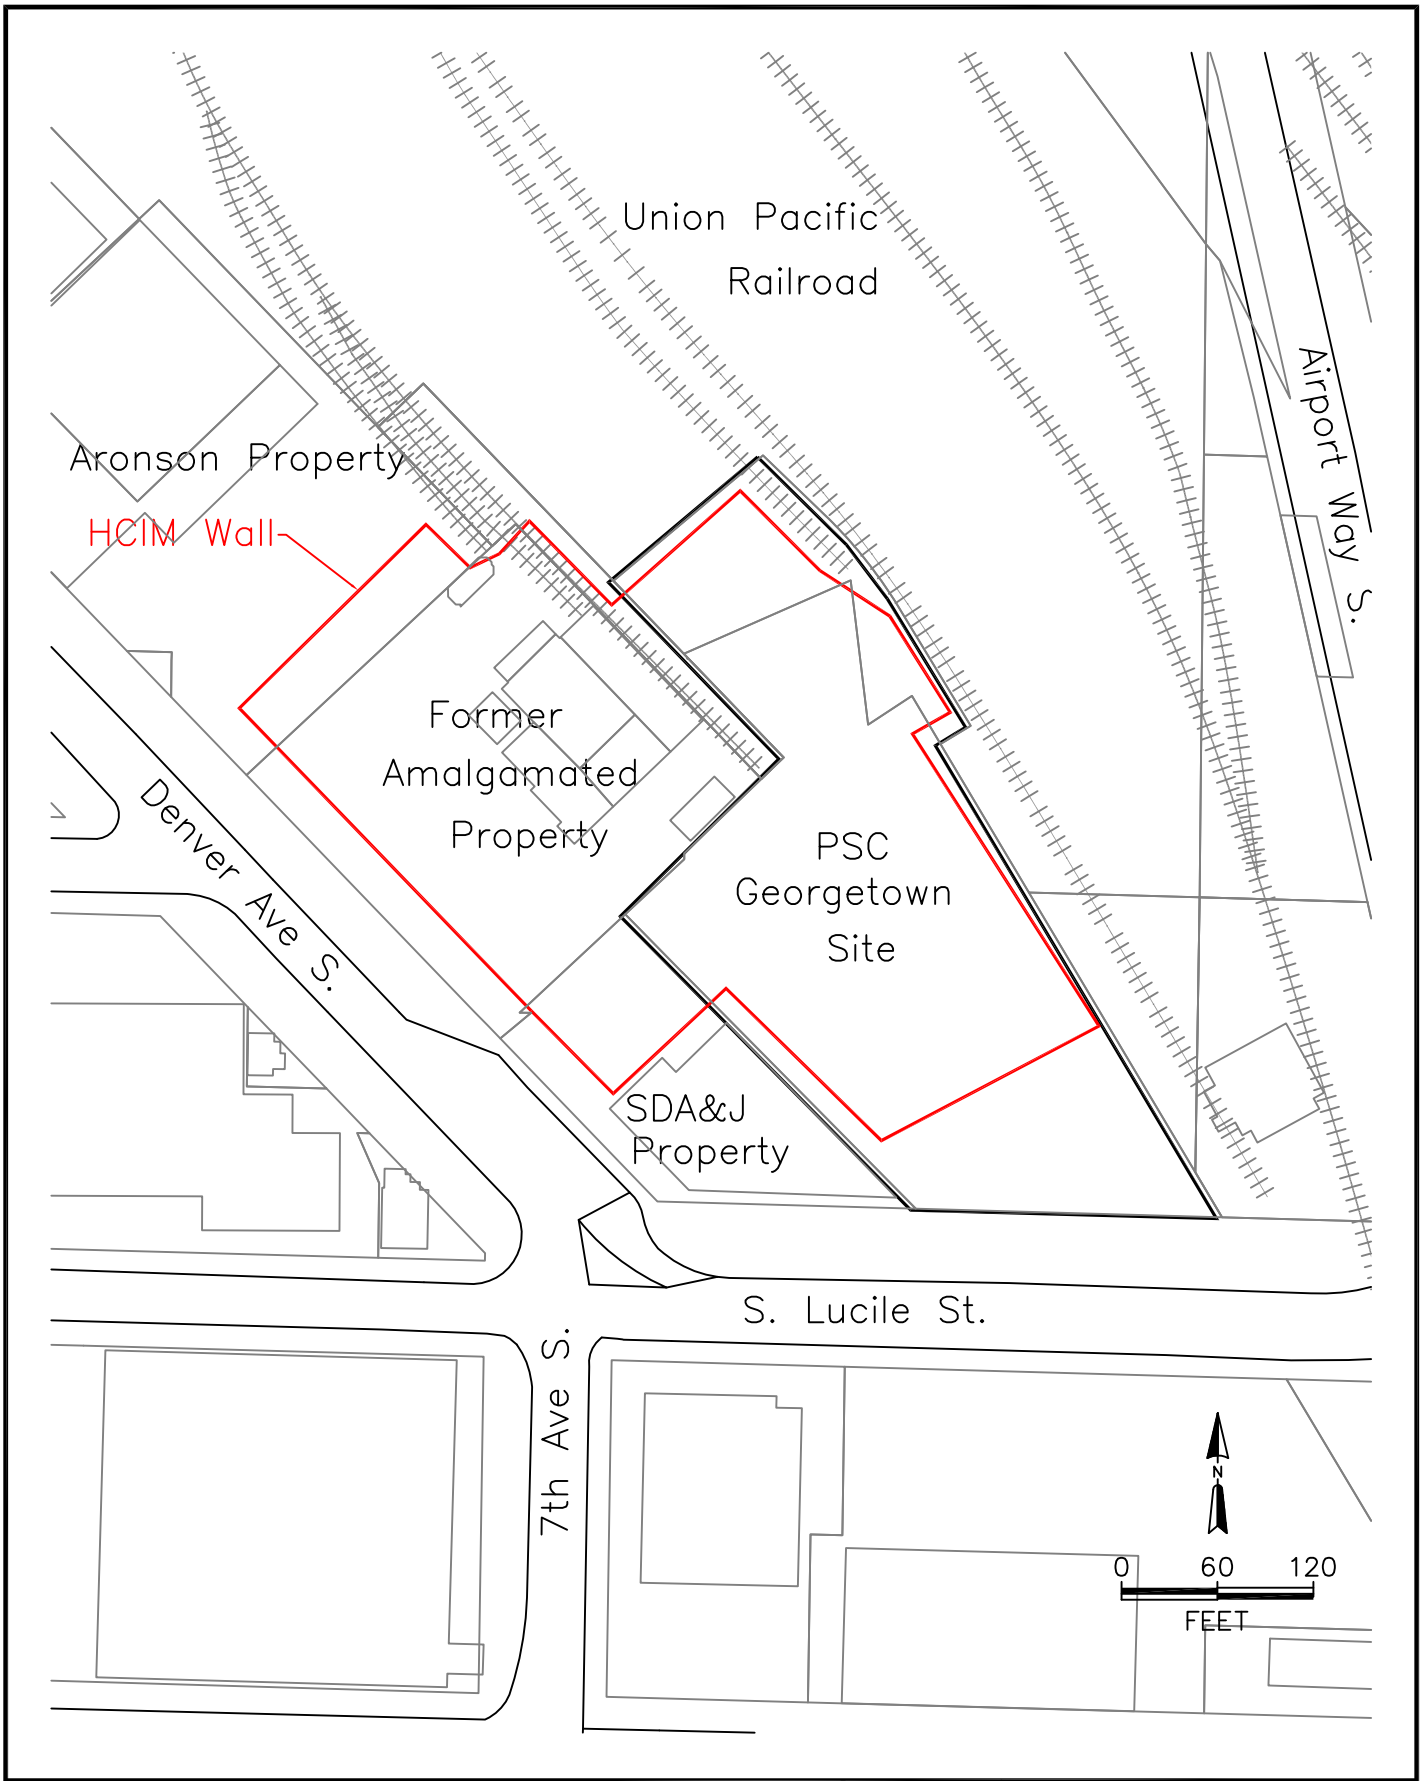 Union Pacific
Railroad
Airport Way S.
Aronson Property
HCIM Wall
Former
Amalgamated
Property
Denver Ave S.
PSC
Georgetown
Site
SDA&J
Property
S. Lucile St.
7th Ave S.
N
0 60 120
FEET